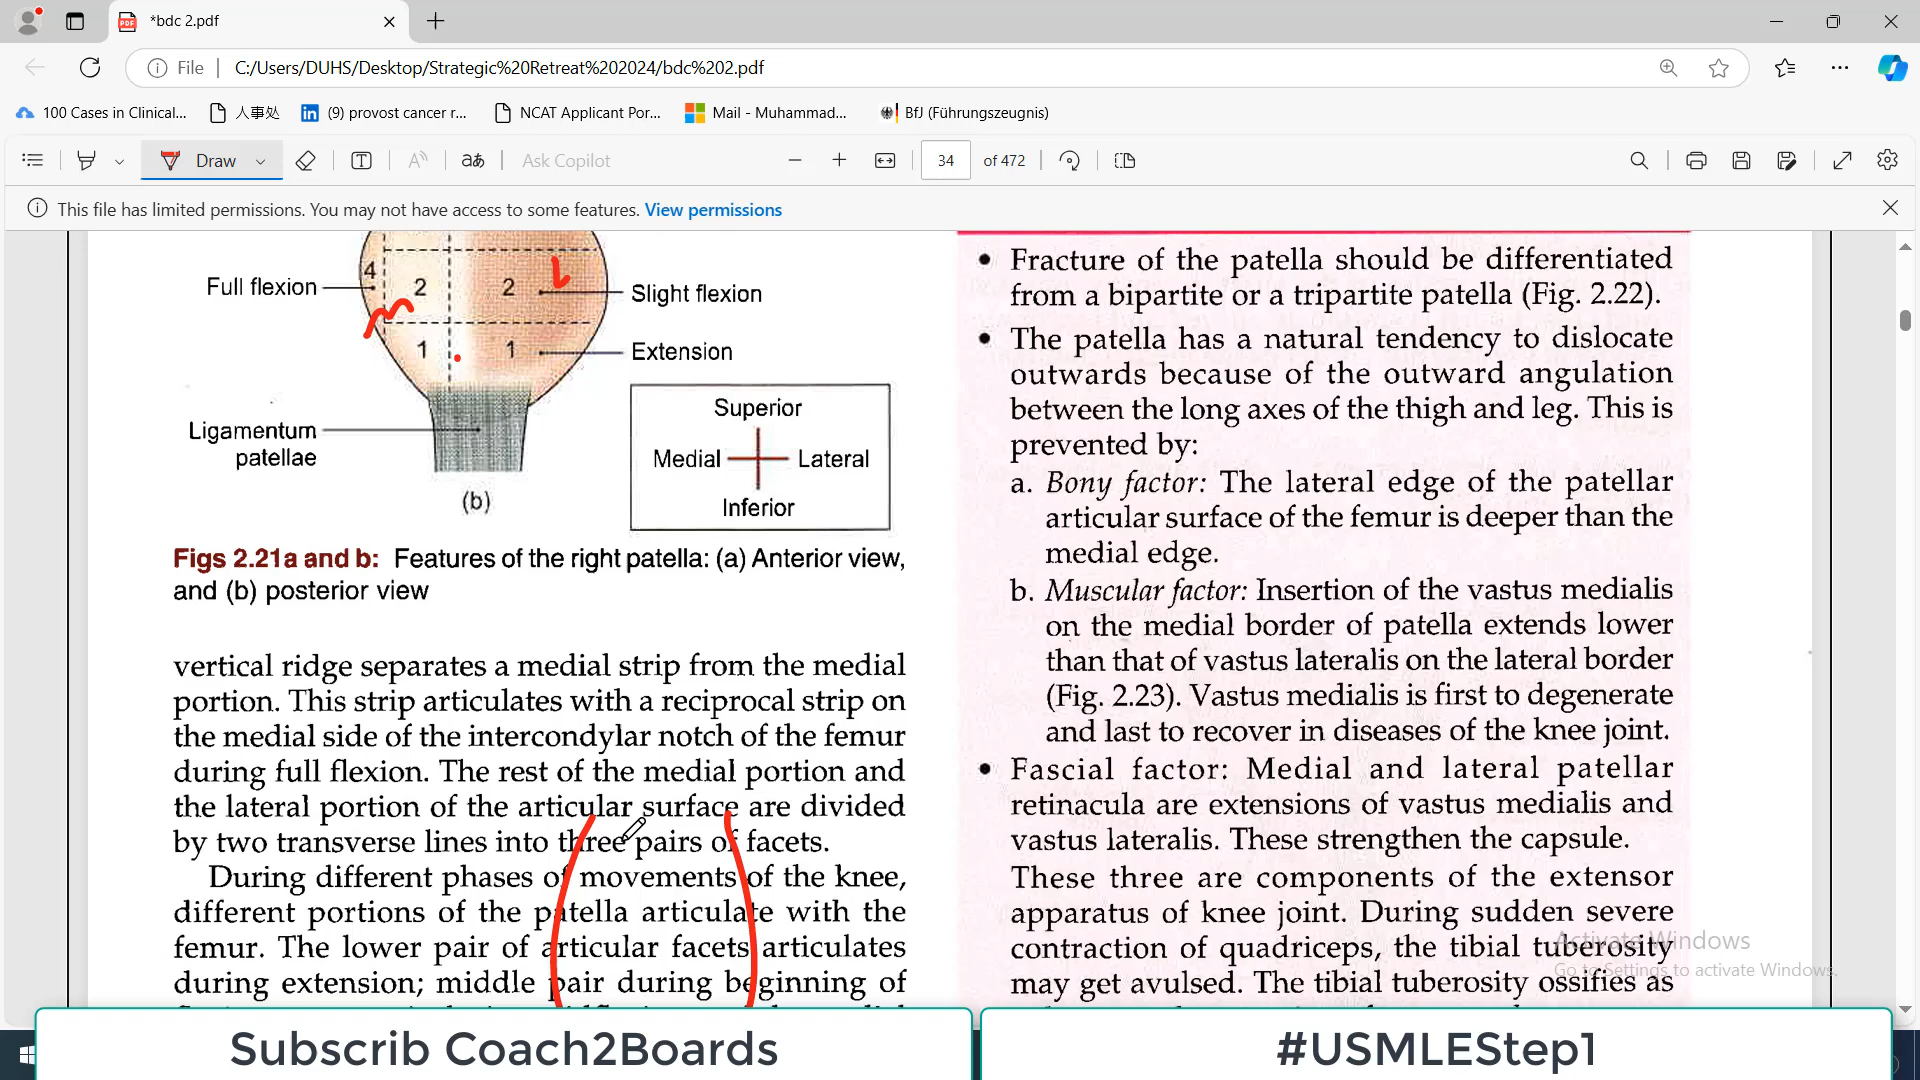 *bdc 2.pdf
File
C:/Users/DUHS/Desktop/Strategic%20Retreat%202024/bdc%202.pdf
100 Cases in Clinical...
人事处
(9) provost cancer r...
NCAT Applicant Por...
Mail - Muhammad...
BfJ (Führungszeugnis)
Draw
Ask Copilot
34 of 472
This file has limited permissions. You may not have access to some features. View permissions
Full flexion
4
2
2
Slight flexion
1
1
Extension
Ligamentum
patellae
(b)
Superior
Medial
Lateral
Inferior
Figs 2.21a and b: Features of the right patella: (a) Anterior view,
and (b) posterior view
vertical ridge separates a medial strip from the medial
portion. This strip articulates with a reciprocal strip on
the medial side of the intercondylar notch of the femur
during full flexion. The rest of the medial portion and
the lateral portion of the articular surface are divided
by two transverse lines into three pairs of facets.
During different phases of movements of the knee,
different portions of the patella articulate with the
femur. The lower pair of articular facets articulates
during extension; middle pair during beginning of
• Fracture of the patella should be differentiated
from a bipartite or a tripartite patella (Fig. 2.22).
• The patella has a natural tendency to dislocate
outwards because of the outward angulation
between the long axes of the thigh and leg. This is
prevented by:
a. Bony factor: The lateral edge of the patellar
articular surface of the femur is deeper than the
medial edge.
b. Muscular factor: Insertion of the vastus medialis
on the medial border of patella extends lower
than that of vastus lateralis on the lateral border
(Fig. 2.23). Vastus medialis is first to degenerate
and last to recover in diseases of the knee joint.
• Fascial factor: Medial and lateral patellar
retinacula are extensions of vastus medialis and
vastus lateralis. These strengthen the capsule.
These three are components of the extensor
apparatus of knee joint. During sudden severe
contraction of quadriceps, the tibial tuberosity
may get avulsed. The tibial tuberosity ossifies as
Activate Windows
Go to Settings to activate Windows.
Subscrib Coach2Boards
#USMLEStep1